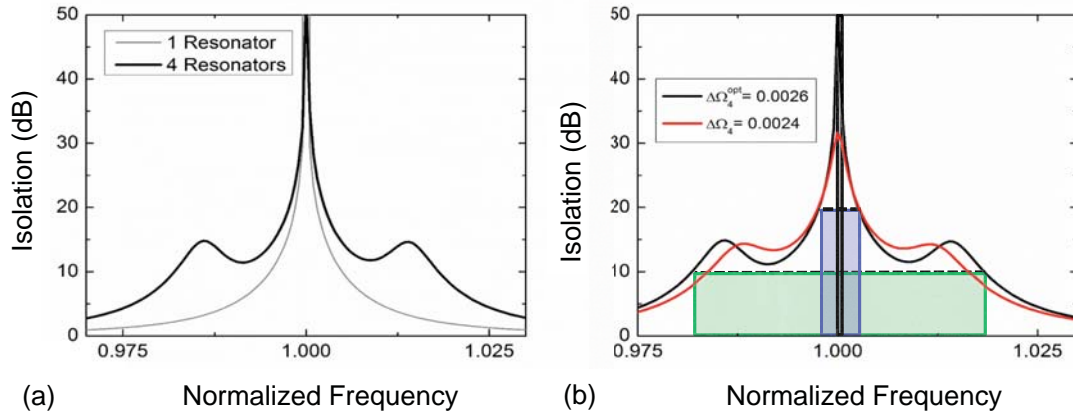 50
40
30
20
10
0
Isolation (dB)
1 Resonator
4 Resonators
0.975
1.000
1.025
(a)
Normalized Frequency
50
40
30
20
10
0
Isolation (dB)
ΔΩ₄ᵒᵖᵗ= 0.0026
ΔΩ₄= 0.0024
0.975
1.000
1.025
(b)
Normalized Frequency